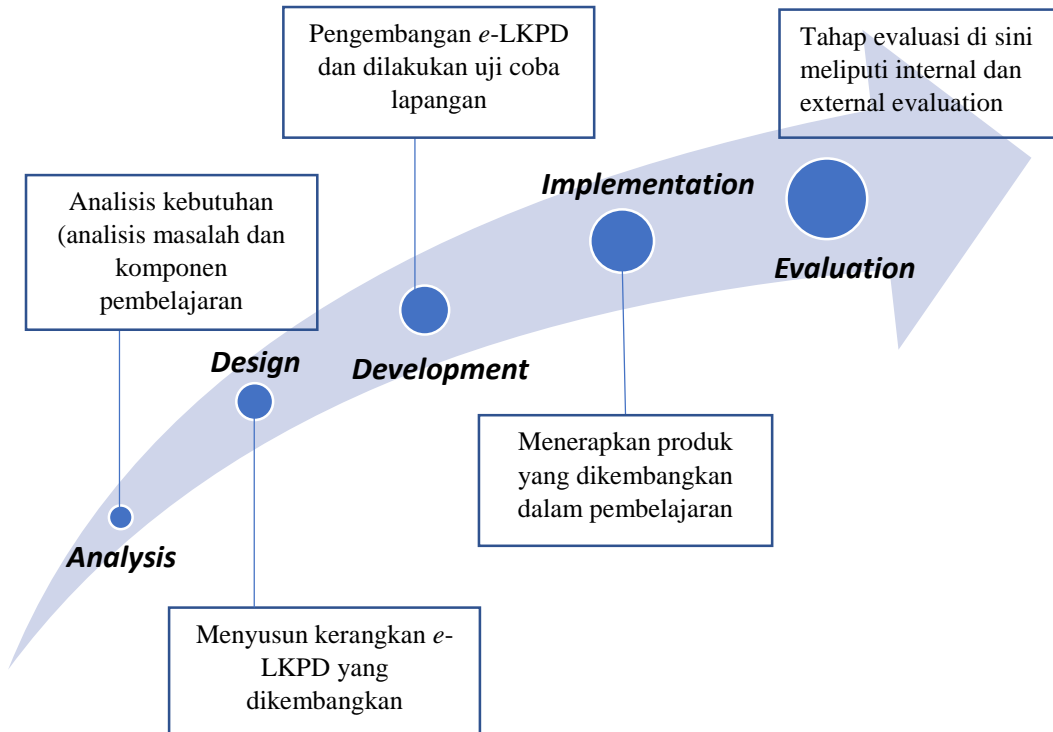 Analisis kebutuhan
(analisis masalah dan
komponen
pembelajaran
Analysis
Design
Menyusun kerangkan e-
LKPD yang
dikembangkan
Pengembangan e-LKPD
dan dilakukan uji coba
lapangan
Development
Implementation
Menerapkan produk
yang dikembangkan
dalam pembelajaran
Tahap evaluasi di sini
meliputi internal dan
external evaluation
Evaluation